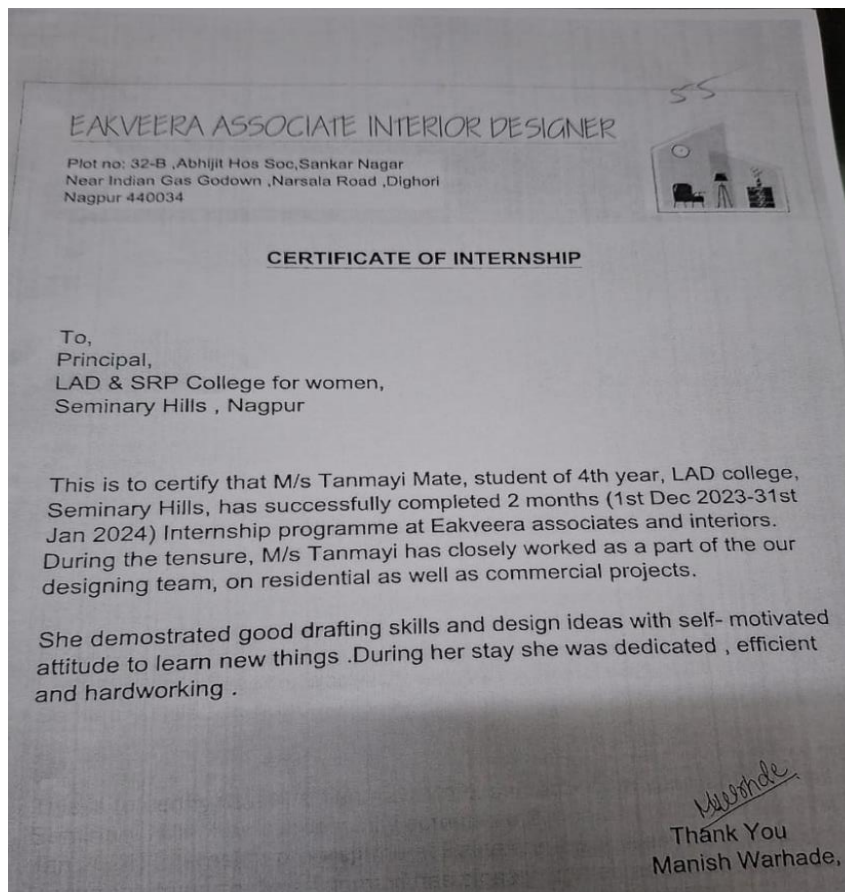 55
EAKVEERA ASSOCIATE INTERIOR DESIGNER
Plot no: 32-B ,Abhijit Hos Soc,Sankar Nagar
Near Indian Gas Godown ,Narsala Road ,Dighori
Nagpur 440034
CERTIFICATE OF INTERNSHIP
To,
Principal,
LAD & SRP College for women,
Seminary Hills , Nagpur
This is to certify that M/s Tanmayi Mate, student of 4th year, LAD college,
Seminary Hills, has successfully completed 2 months (1st Dec 2023-31st
Jan 2024) Internship programme at Eakveera associates and interiors.
During the tensure, M/s Tanmayi has closely worked as a part of the our
designing team, on residential as well as commercial projects.
She demostrated good drafting skills and design ideas with self- motivated
attitude to learn new things .During her stay she was dedicated , efficient
and hardworking .
Thank You
Manish Warhade,